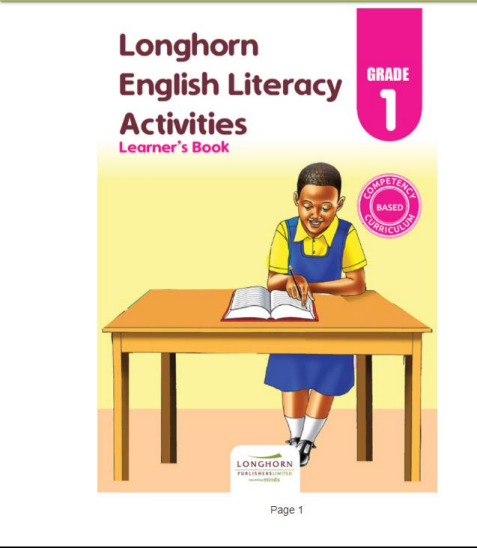 Longhorn
English Literacy
Activities
Learner's Book
GRADE
1
COMPETENCY
BASED
CURRICULUM
LONGHORN
PUBLISHERS LIMITED
Page 1